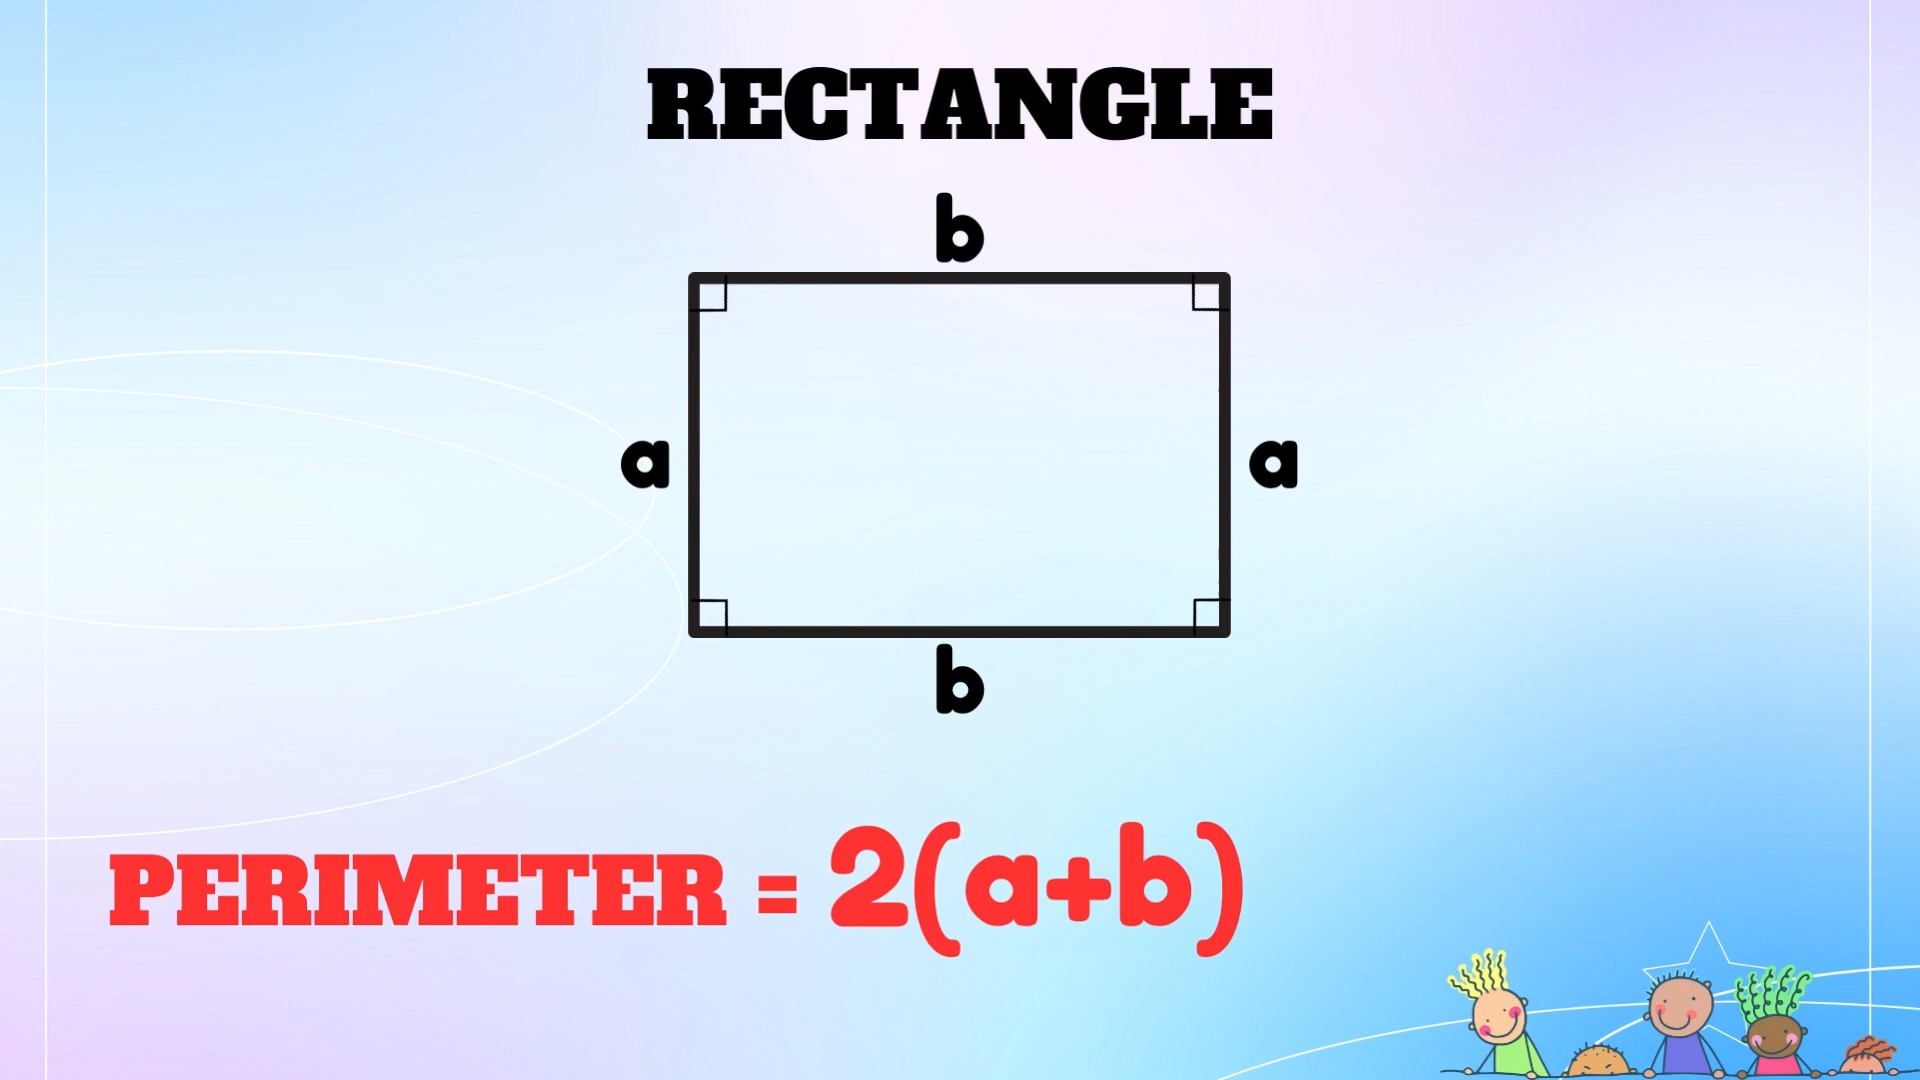 RECTANGLE
b
a
a
b
PERIMETER = 2(a+b)